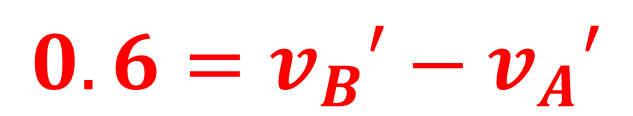 0.6 = v_B′ − v_A′